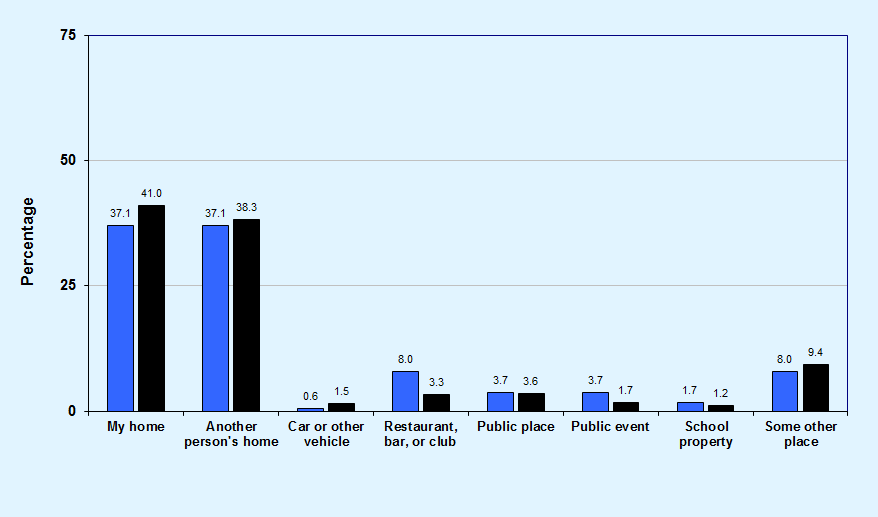 75
50
25
0
Percentage
37.1
41.0
37.1
38.3
0.6
1.5
8.0
3.3
3.7
3.6
3.7
1.7
1.7
1.2
8.0
9.4
My home
Another
person's home
Car or other
vehicle
Restaurant,
bar, or club
Public place
Public event
School
property
Some other
place